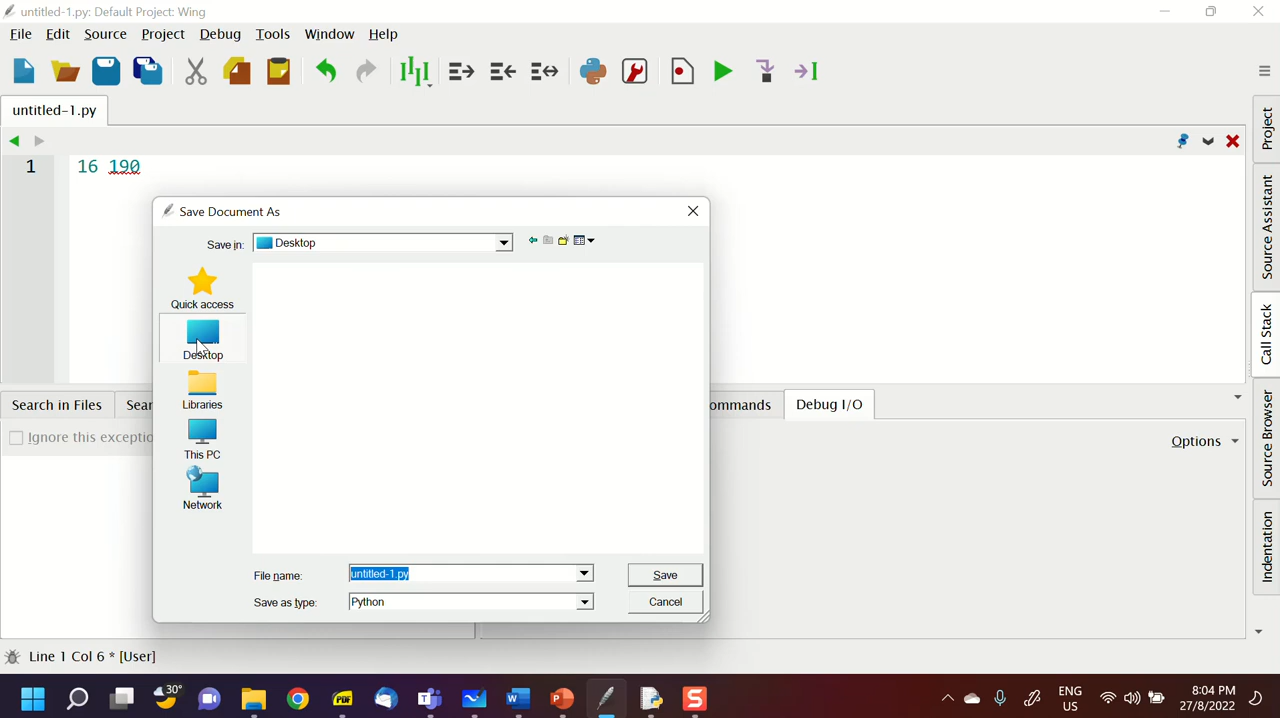 untitled-1.py: Default Project: Wing
File Edit Source Project Debug Tools Window Help
untitled-1.py
1 16 190
Save Document As
Save in: Desktop
Quick access
Desktop
Libraries
This PC
Network
File name: untitled-1.py Save
Save as type: Python Cancel
Search in Files Sear ommands Debug I/O
Ignore this exceptio
Options
Project
Source Assistant
Call Stack
Source Browser
Indentation
Line 1 Col 6 * [User]
30°
PDF
ENG
US
8:04 PM
27/8/2022